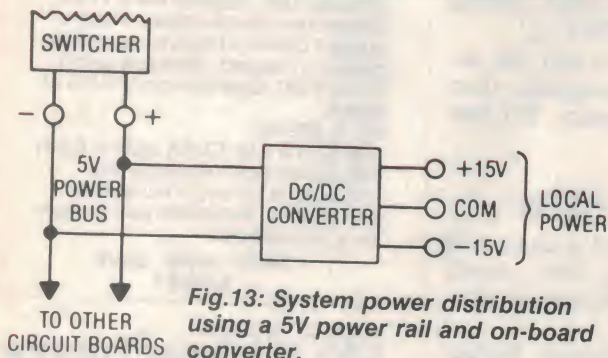 SWITCHER
− +
5V
POWER
BUS
DC/DC
CONVERTER
+15V
COM
−15V
LOCAL
POWER
TO OTHER
CIRCUIT BOARDS
Fig.13: System power distribution
using a 5V power rail and on-board
converter.